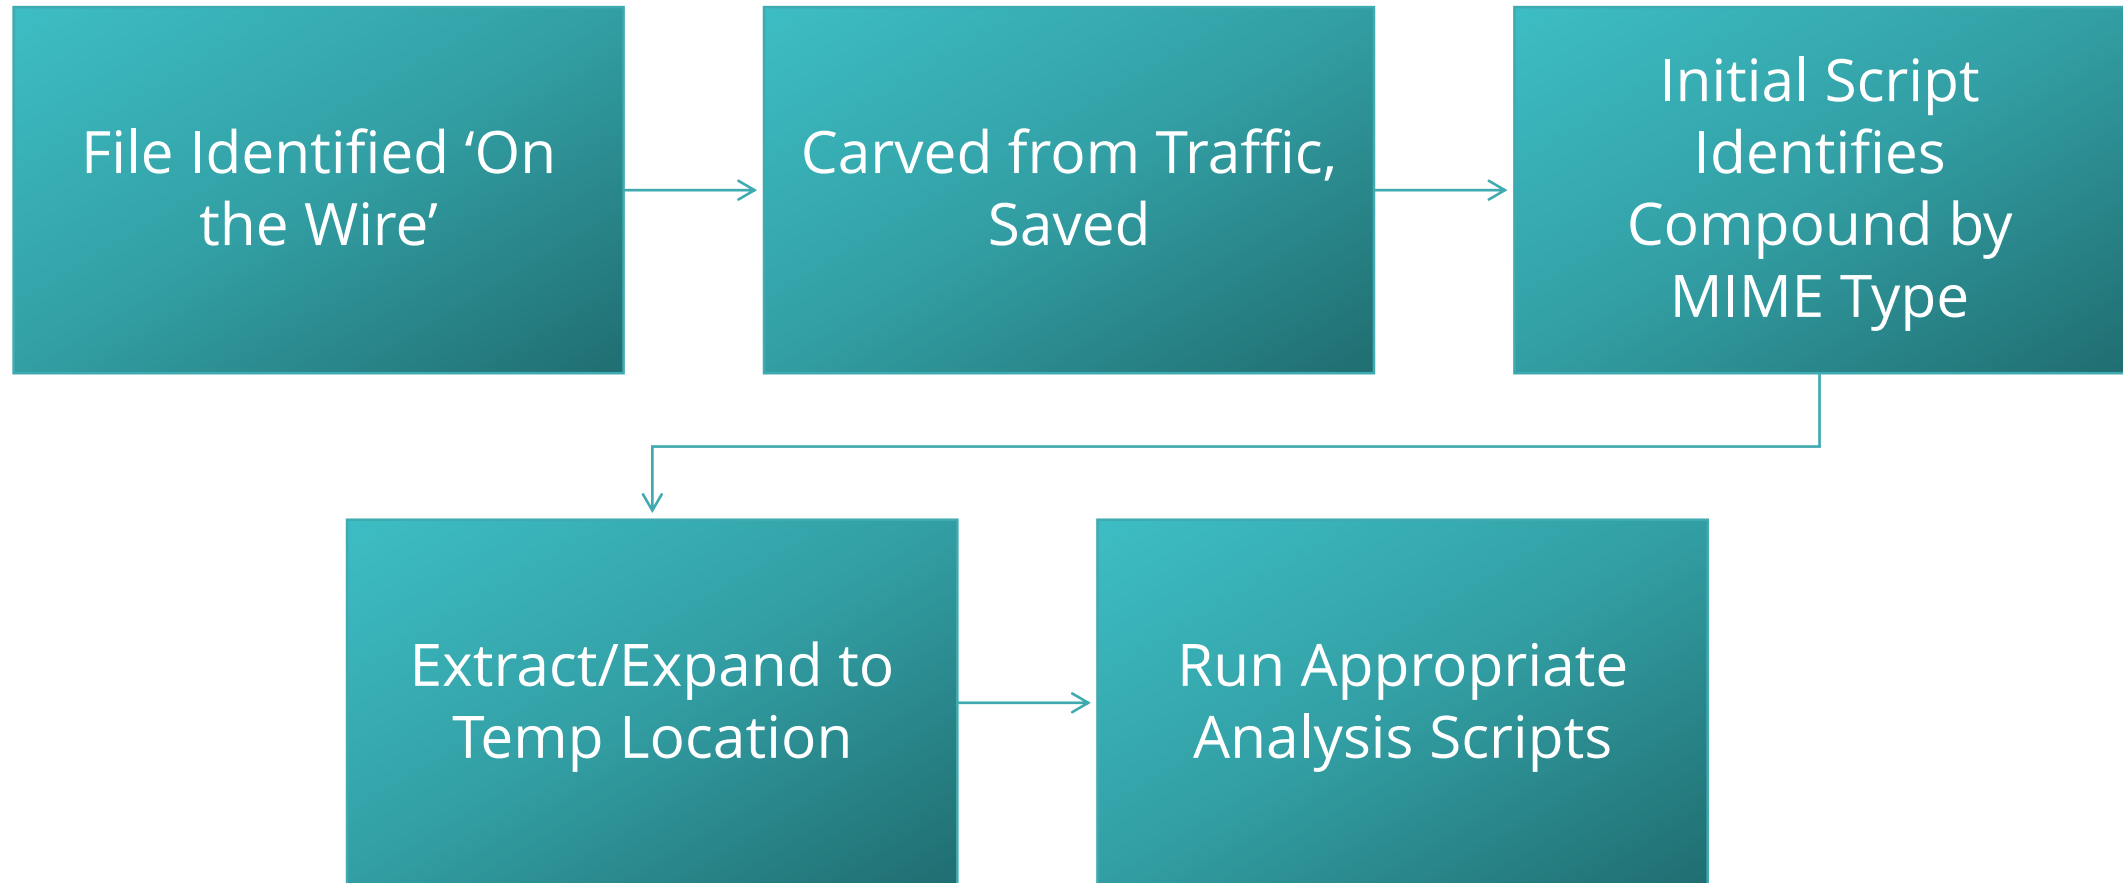 File Identified ‘On
the Wire’
Carved from Traffic,
Saved
Initial Script
Identifies
Compound by
MIME Type
Extract/Expand to
Temp Location
Run Appropriate
Analysis Scripts